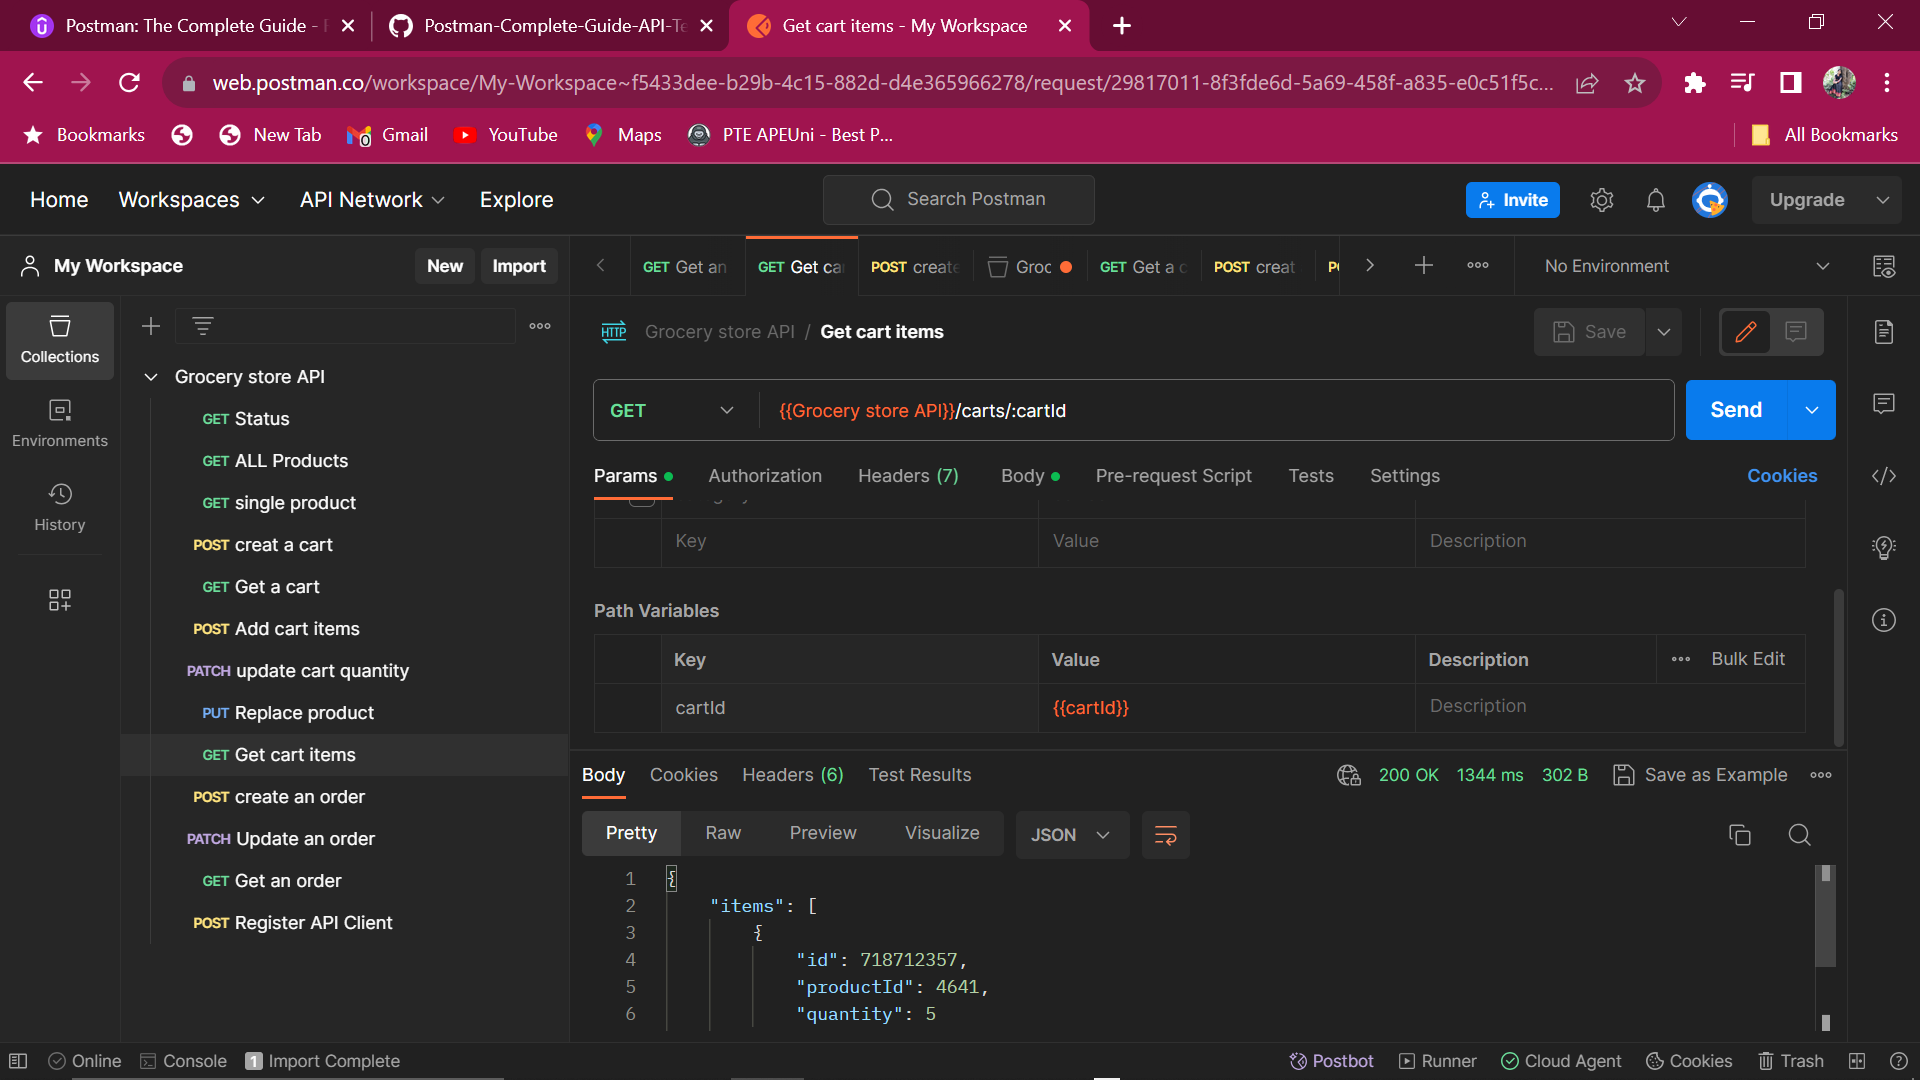 Postman: The Complete Guide -
Postman-Complete-Guide-API-Te
Get cart items - My Workspace
web.postman.co/workspace/My-Workspace~f5433dee-b29b-4c15-882d-d4e365966278/request/29817011-8f3fde6d-5a69-458f-a835-e0c51f5c...
Bookmarks
New Tab
Gmail
YouTube
Maps
PTE APEUni - Best P...
All Bookmarks
Home
Workspaces
API Network
Explore
Search Postman
Invite
Upgrade
My Workspace
New
Import
GET Get an
GET Get ca
POST create
Groc
GET Get a c
POST creat
No Environment
Collections
Environments
History
Grocery store API
GET Status
GET ALL Products
GET single product
POST creat a cart
GET Get a cart
POST Add cart items
PATCH update cart quantity
PUT Replace product
GET Get cart items
POST create an order
PATCH Update an order
GET Get an order
POST Register API Client
HTTP Grocery store API / Get cart items
Save
GET {{Grocery store API}}/carts/:cartId
Send
Params
Authorization
Headers (7)
Body
Pre-request Script
Tests
Settings
Cookies
Key Value Description
Path Variables
Key Value Description Bulk Edit
cartId {{cartId}} Description
Body
Cookies
Headers (6)
Test Results
200 OK 1344 ms 302 B
Save as Example
Pretty
Raw
Preview
Visualize
JSON
1 {
2 "items": [
3 {
4 "id": 718712357,
5 "productId": 4641,
6 "quantity": 5
Online
Console
1 Import Complete
Postbot
Runner
Cloud Agent
Cookies
Trash